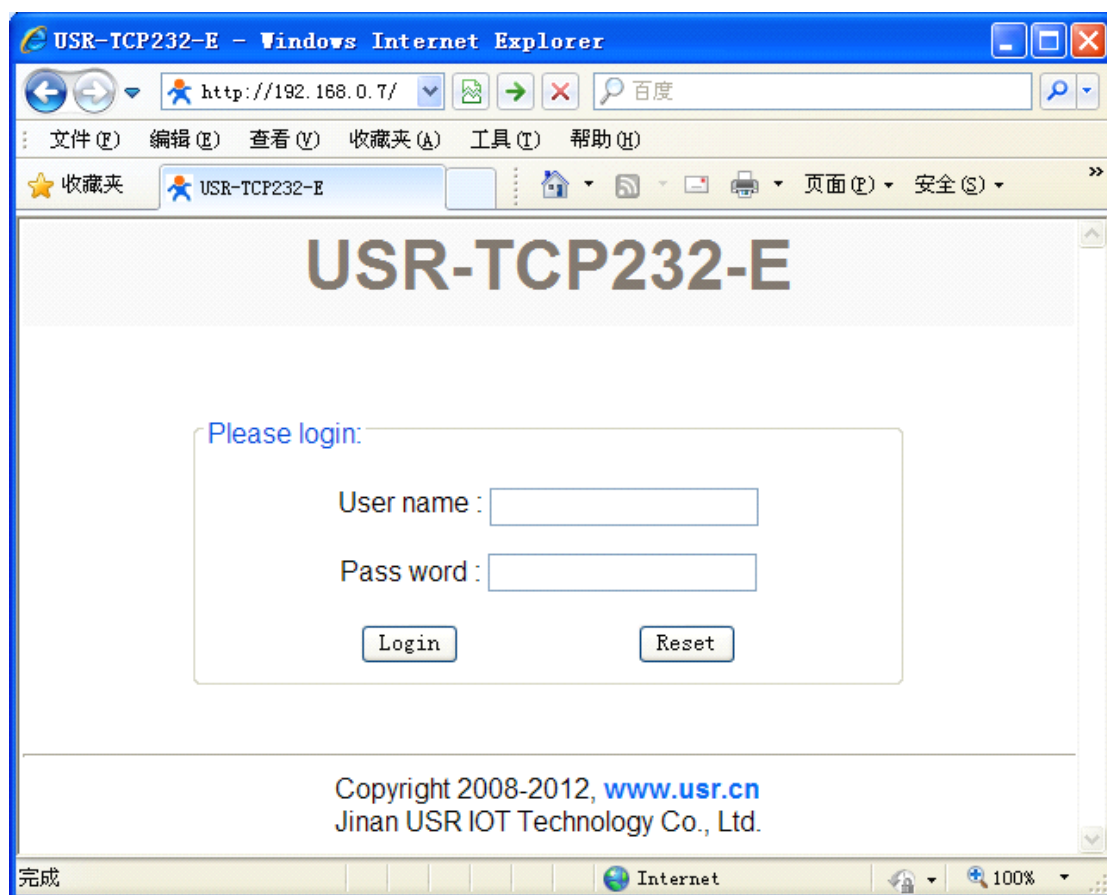 USR-TCP232-E - Windows Internet Explorer
http://192.168.0.7/ 百度
文件(F) 编辑(E) 查看(V) 收藏夹(A) 工具(T) 帮助(H)
收藏夹 USR-TCP232-E 页面(P) 安全(S) »
USR-TCP232-E
Please login:
User name :
Pass word :
Login Reset
Copyright 2008-2012, www.usr.cn
Jinan USR IOT Technology Co., Ltd.
完成 Internet 100%